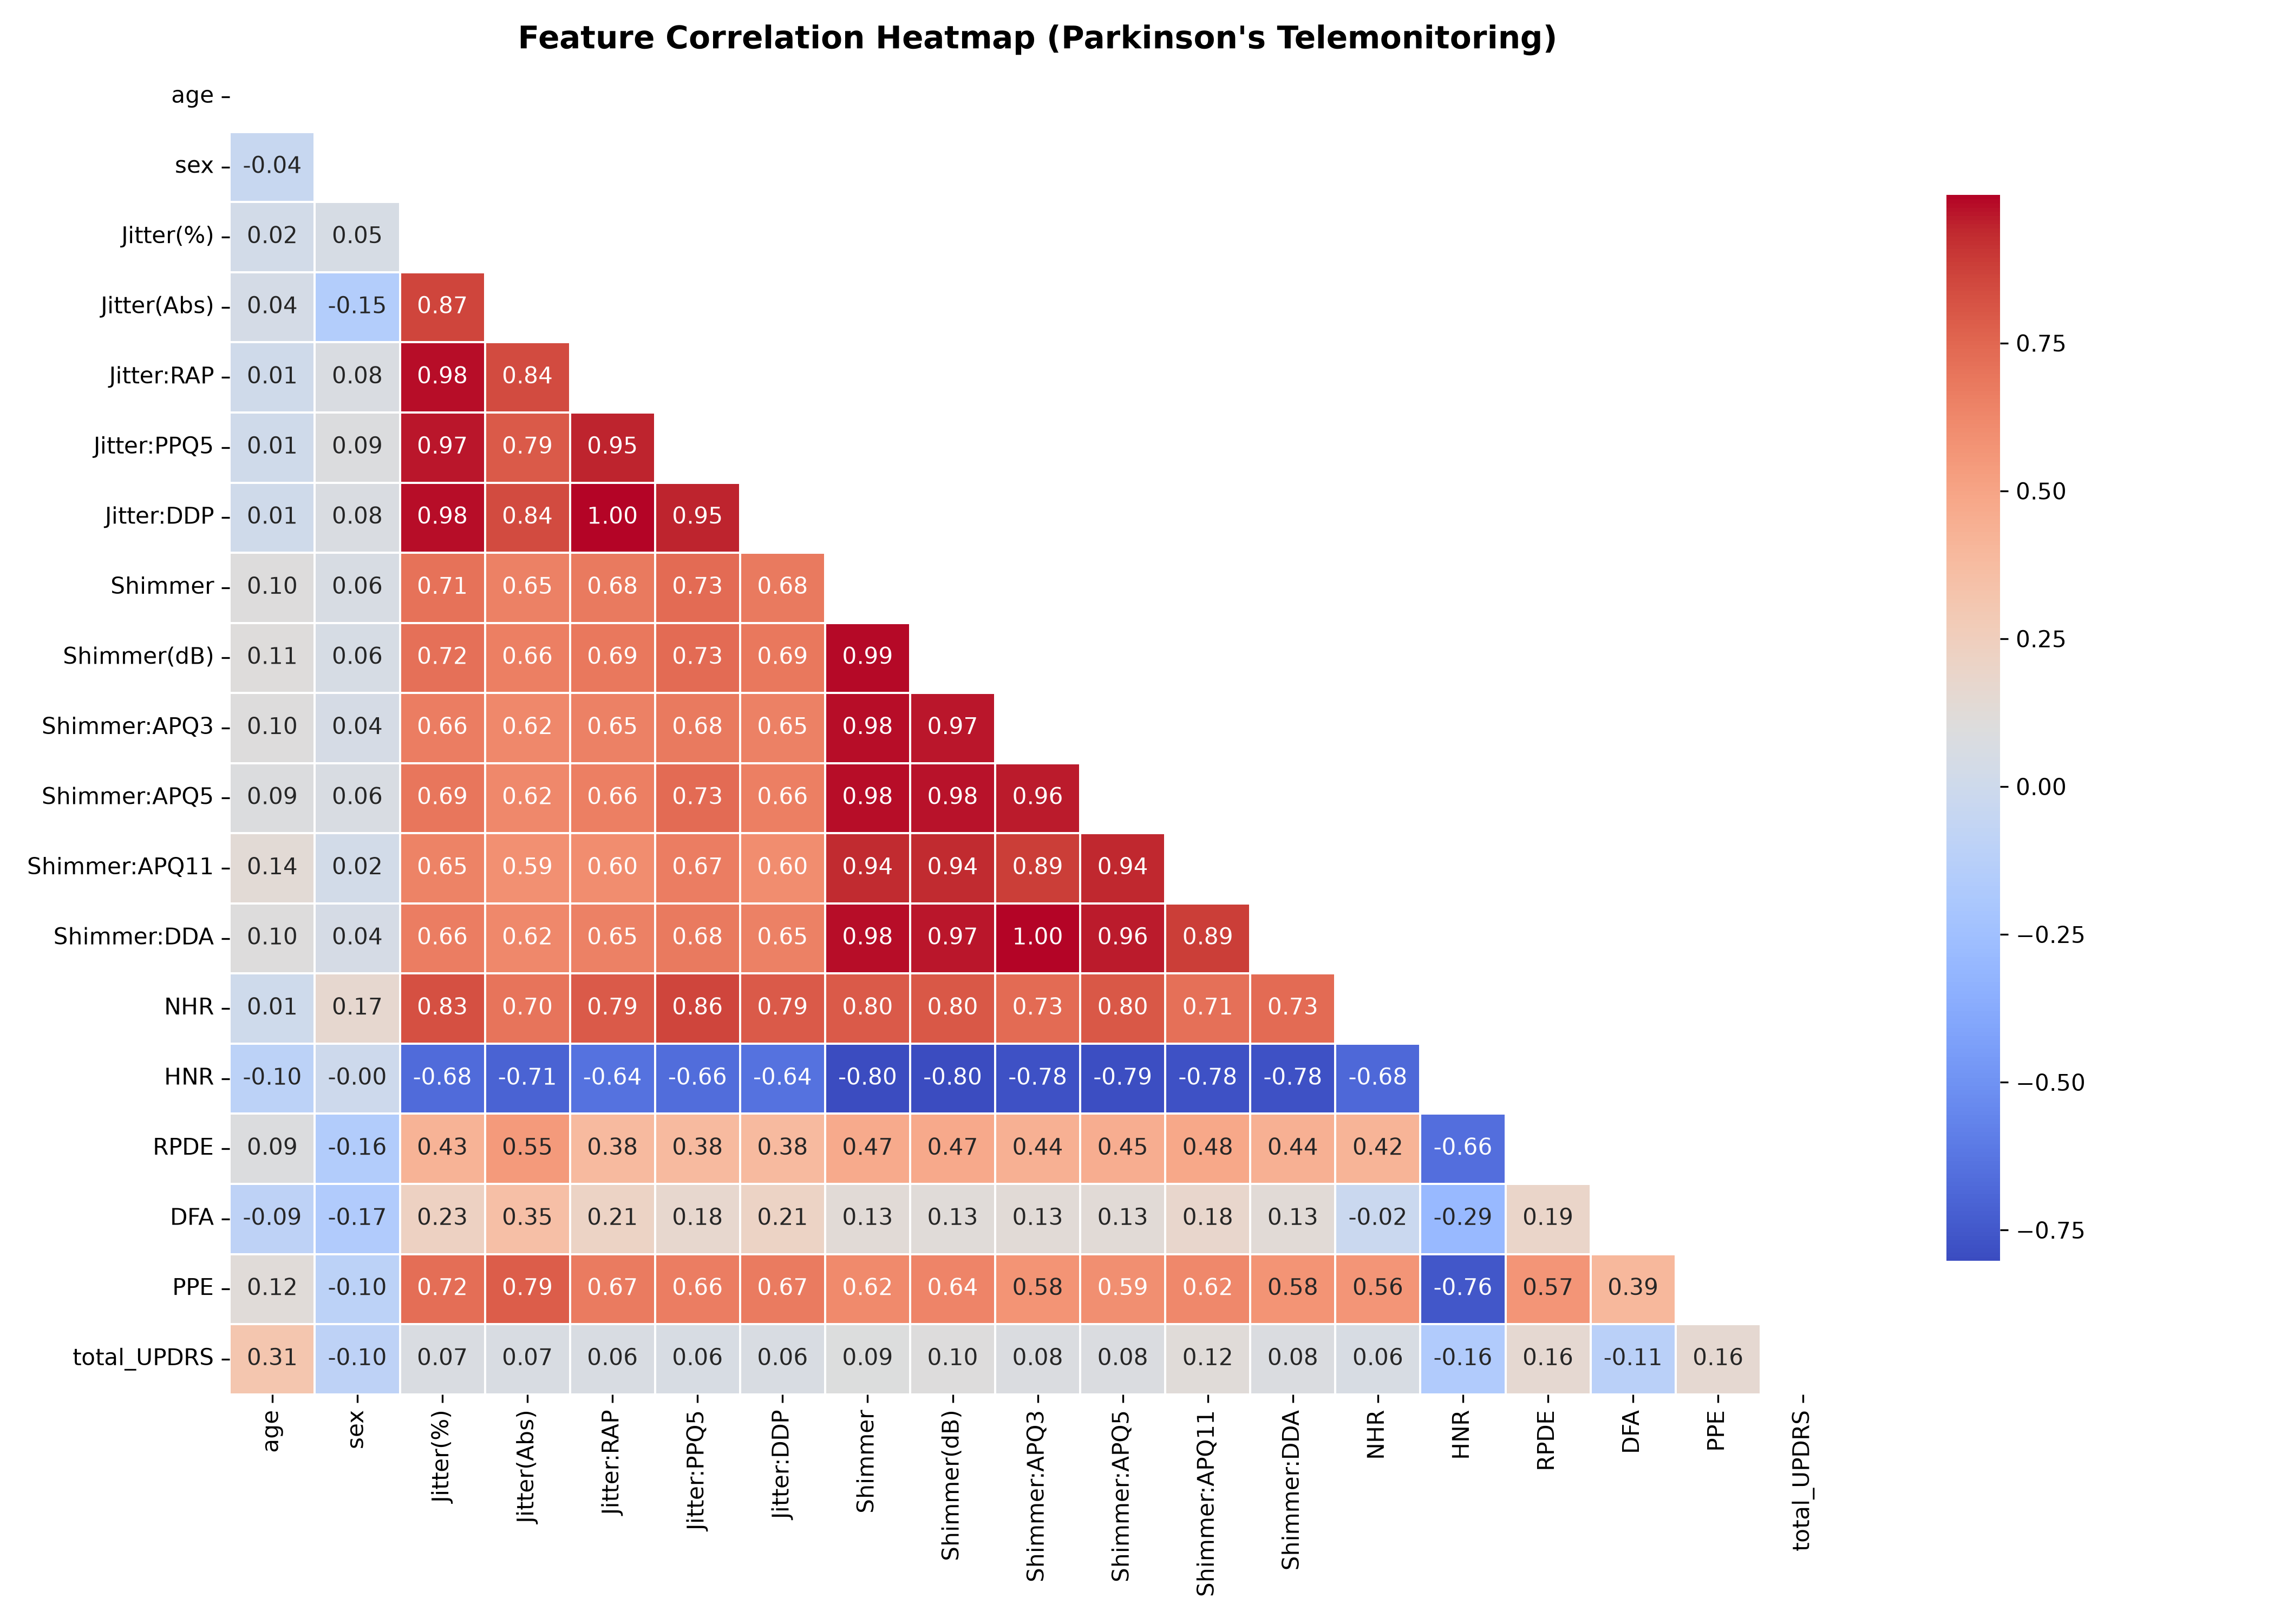 Feature Correlation Heatmap (Parkinson's Telemonitoring)
age
sex -0.04
Jitter(%) 0.02 0.05
Jitter(Abs) 0.04 -0.15 0.87
Jitter:RAP 0.01 0.08 0.98 0.84
Jitter:PPQ5 0.01 0.09 0.97 0.79 0.95
Jitter:DDP 0.01 0.08 0.98 0.84 1.00 0.95
Shimmer 0.10 0.06 0.71 0.65 0.68 0.73 0.68
Shimmer(dB) 0.11 0.06 0.72 0.66 0.69 0.73 0.69 0.99
Shimmer:APQ3 0.10 0.04 0.66 0.62 0.65 0.68 0.65 0.98 0.97
Shimmer:APQ5 0.09 0.06 0.69 0.62 0.66 0.73 0.66 0.98 0.98 0.96
Shimmer:APQ11 0.14 0.02 0.65 0.59 0.60 0.67 0.60 0.94 0.94 0.89 0.94
Shimmer:DDA 0.10 0.04 0.66 0.62 0.65 0.68 0.65 0.98 0.97 1.00 0.96 0.89
NHR 0.01 0.17 0.83 0.70 0.79 0.86 0.79 0.80 0.80 0.73 0.80 0.71 0.73
HNR -0.10 -0.00 -0.68 -0.71 -0.64 -0.66 -0.64 -0.80 -0.80 -0.78 -0.79 -0.78 -0.78 -0.68
RPDE 0.09 -0.16 0.43 0.55 0.38 0.38 0.38 0.47 0.47 0.44 0.45 0.48 0.44 0.42 -0.66
DFA -0.09 -0.17 0.23 0.35 0.21 0.18 0.21 0.13 0.13 0.13 0.13 0.18 0.13 -0.02 -0.29 0.19
PPE 0.12 -0.10 0.72 0.79 0.67 0.66 0.67 0.62 0.64 0.58 0.59 0.62 0.58 0.56 -0.76 0.57 0.39
total_UPDRS 0.31 -0.10 0.07 0.07 0.06 0.06 0.06 0.09 0.10 0.08 0.08 0.12 0.08 0.06 -0.16 0.16 -0.11 0.16
age
sex
Jitter(%)
Jitter(Abs)
Jitter:RAP
Jitter:PPQ5
Jitter:DDP
Shimmer
Shimmer(dB)
Shimmer:APQ3
Shimmer:APQ5
Shimmer:APQ11
Shimmer:DDA
NHR
HNR
RPDE
DFA
PPE
total_UPDRS
0.75
0.50
0.25
0.00
−0.25
−0.50
−0.75